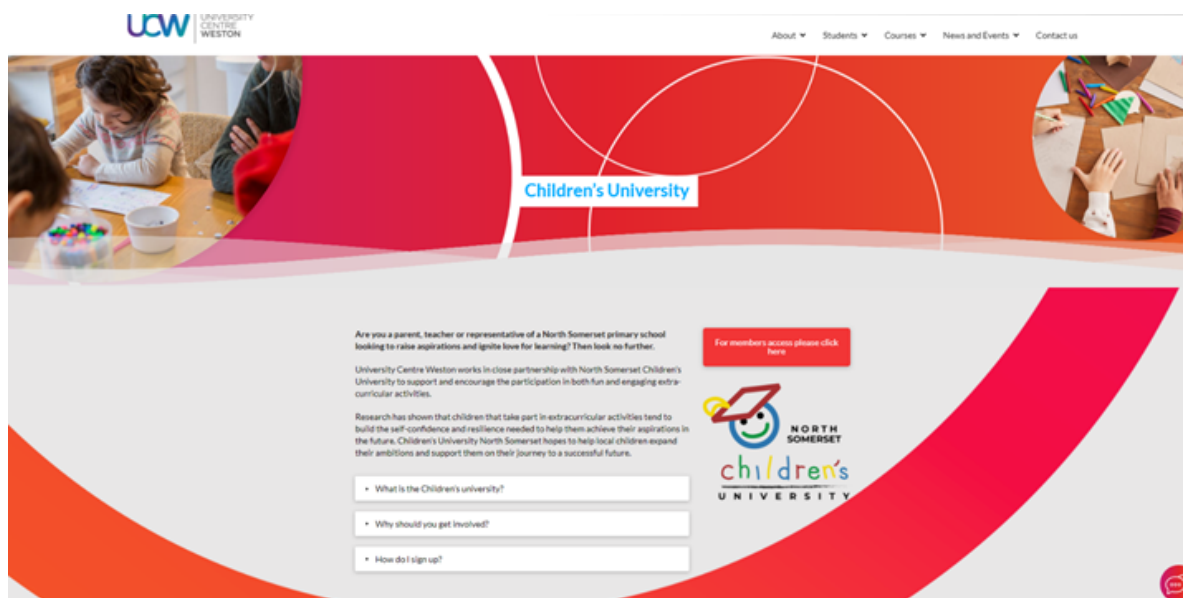 UCW
UNIVERSITY
CENTRE
WESTON
About
Students
Courses
News and Events
Contact us
Children's University
Are you a parent, teacher or representative of a North Somerset primary school
looking to raise aspirations and ignite love for learning? Then look no further.
University Centre Weston works in close partnership with North Somerset Children's
University to support and encourage the participation in both fun and engaging extra-
curricular activities.
Research has shown that children that take part in extracurricular activities tend to
build the self-confidence and resilience needed to help them achieve their aspirations in
the future. Children's University North Somerset hopes to help local children expand
their ambitions and support them on their journey to a successful future.
What is the Children's university?
Why should you get involved?
How do I sign up?
For members access please click
here
NORTH
SOMERSET
children's
UNIVERSITY